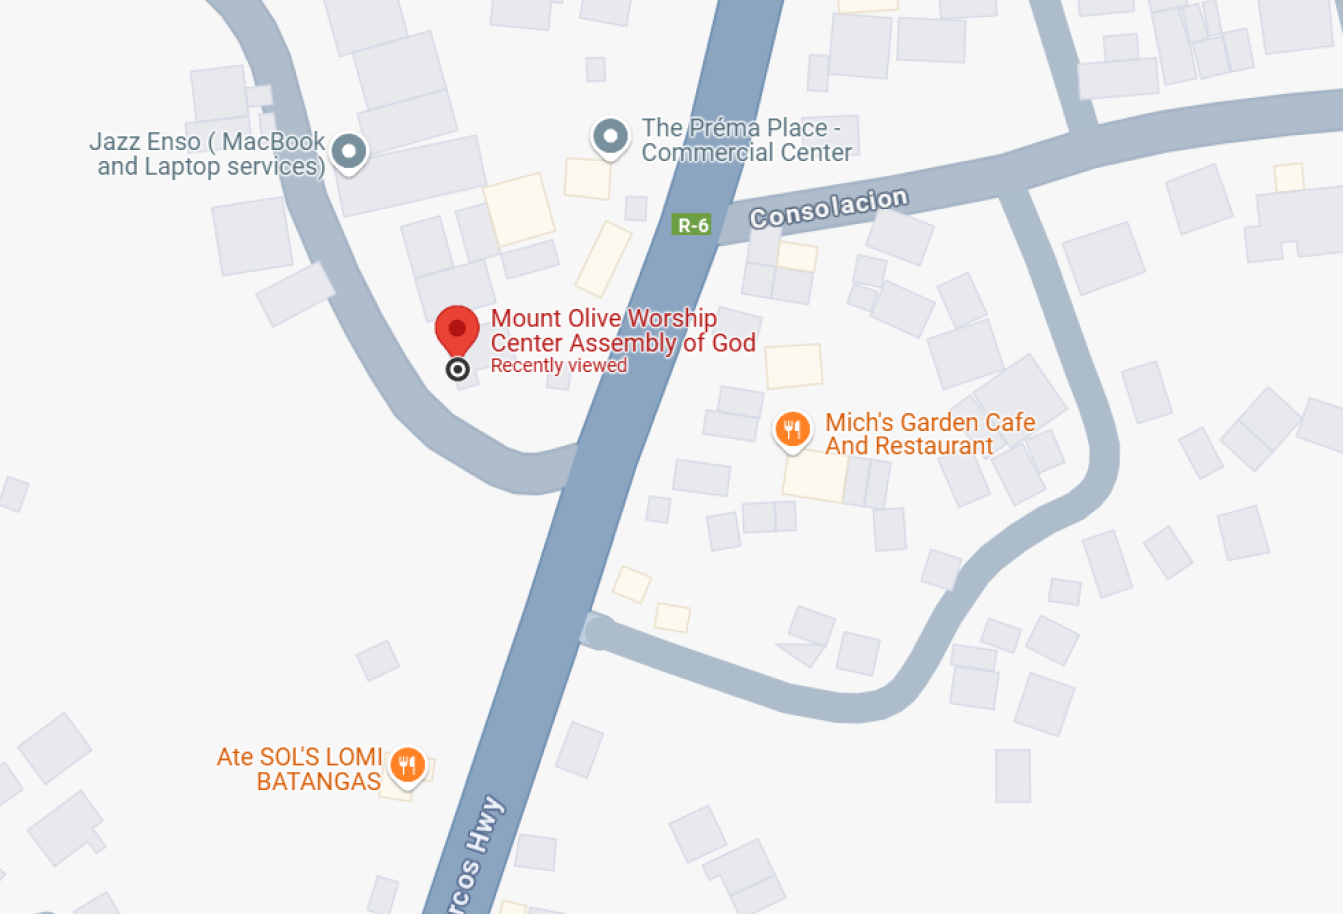 Jazz Enso ( MacBook
and Laptop services)
The Préma Place -
Commercial Center
R-6
Consolacion
Mount Olive Worship
Center Assembly of God
Recently viewed
Mich's Garden Cafe
And Restaurant
Ate SOL'S LOMI
BATANGAS
rcos Hwy